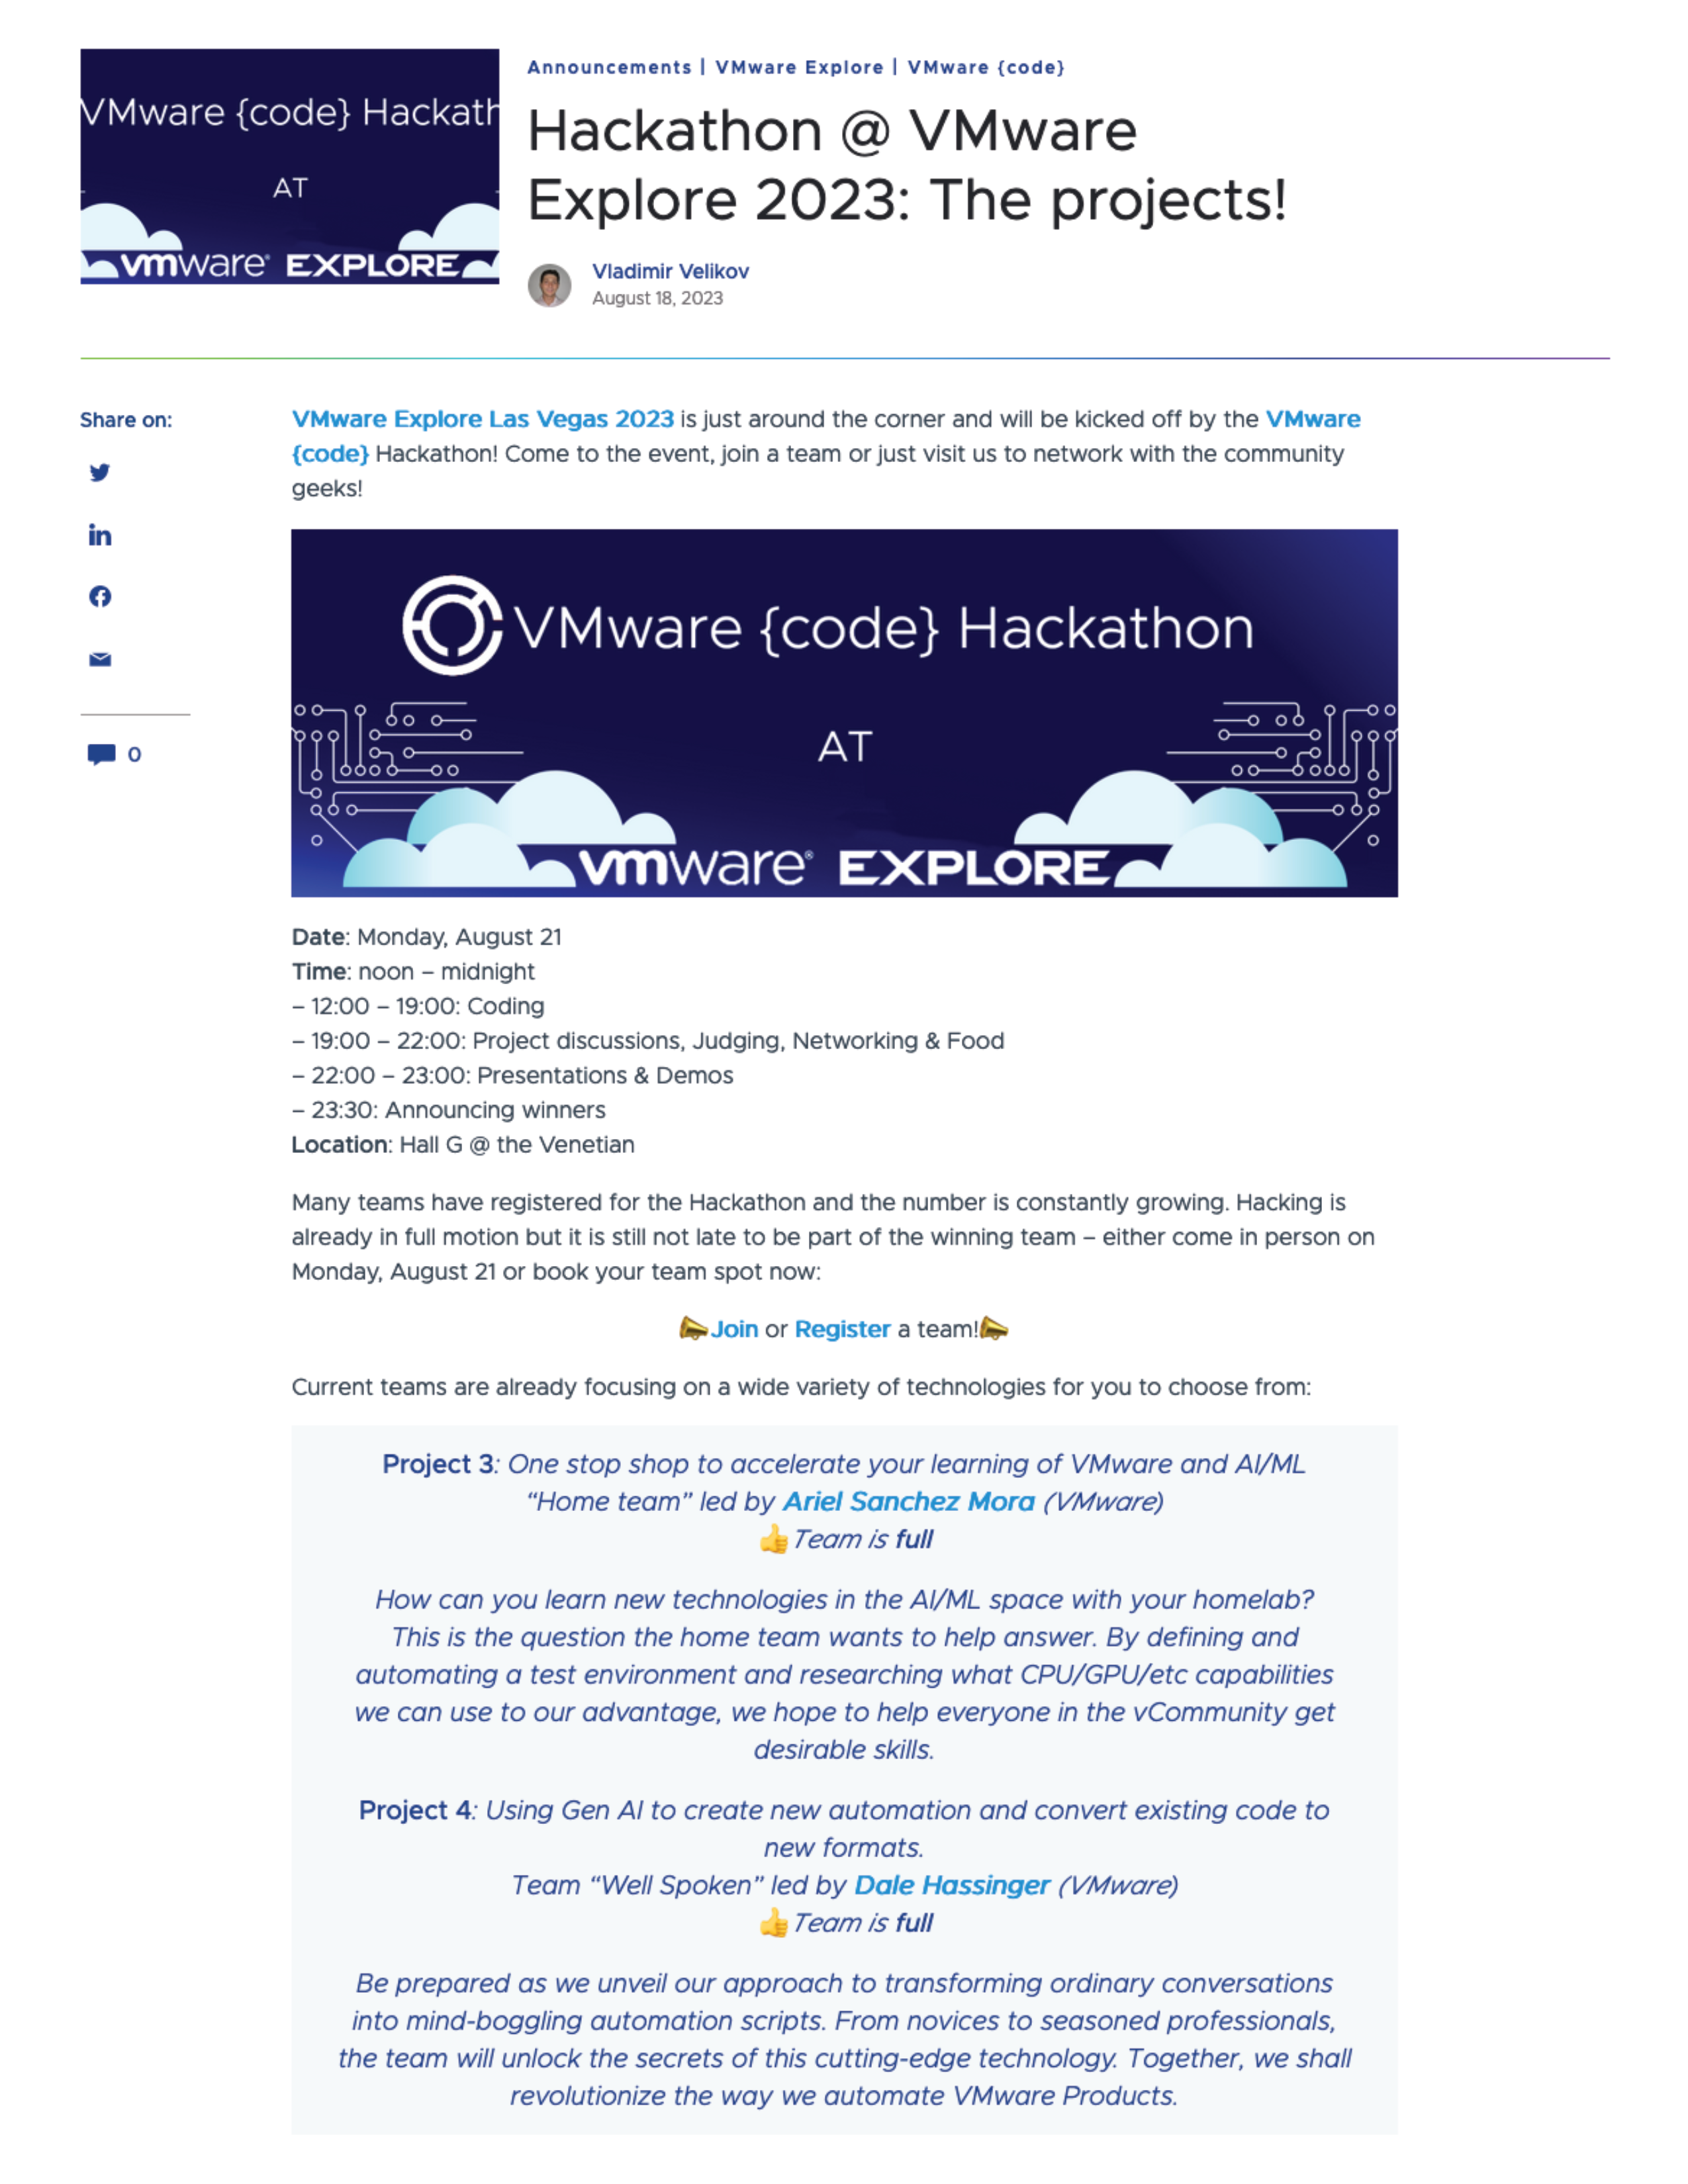 VMware {code} Hackath
AT
vmware® EXPLORE
Announcements | VMware Explore | VMware {code}
Hackathon @ VMware
Explore 2023: The projects!
Vladimir Velikov
August 18, 2023
Share on:
in
0
VMware Explore Las Vegas 2023 is just around the corner and will be kicked off by the VMware
{code} Hackathon! Come to the event, join a team or just visit us to network with the community
geeks!
VMware {code} Hackathon
AT
vmware® EXPLORE
Date: Monday, August 21
Time: noon – midnight
– 12:00 – 19:00: Coding
– 19:00 – 22:00: Project discussions, Judging, Networking & Food
– 22:00 – 23:00: Presentations & Demos
– 23:30: Announcing winners
Location: Hall G @ the Venetian
Many teams have registered for the Hackathon and the number is constantly growing. Hacking is
already in full motion but it is still not late to be part of the winning team – either come in person on
Monday, August 21 or book your team spot now:
Join or Register a team!
Current teams are already focusing on a wide variety of technologies for you to choose from:
Project 3: One stop shop to accelerate your learning of VMware and AI/ML
“Home team” led by Ariel Sanchez Mora (VMware)
👍 Team is full
How can you learn new technologies in the AI/ML space with your homelab?
This is the question the home team wants to help answer. By defining and
automating a test environment and researching what CPU/GPU/etc capabilities
we can use to our advantage, we hope to help everyone in the vCommunity get
desirable skills.
Project 4: Using Gen AI to create new automation and convert existing code to
new formats.
Team “Well Spoken” led by Dale Hassinger (VMware)
👍 Team is full
Be prepared as we unveil our approach to transforming ordinary conversations
into mind-boggling automation scripts. From novices to seasoned professionals,
the team will unlock the secrets of this cutting-edge technology. Together, we shall
revolutionize the way we automate VMware Products.